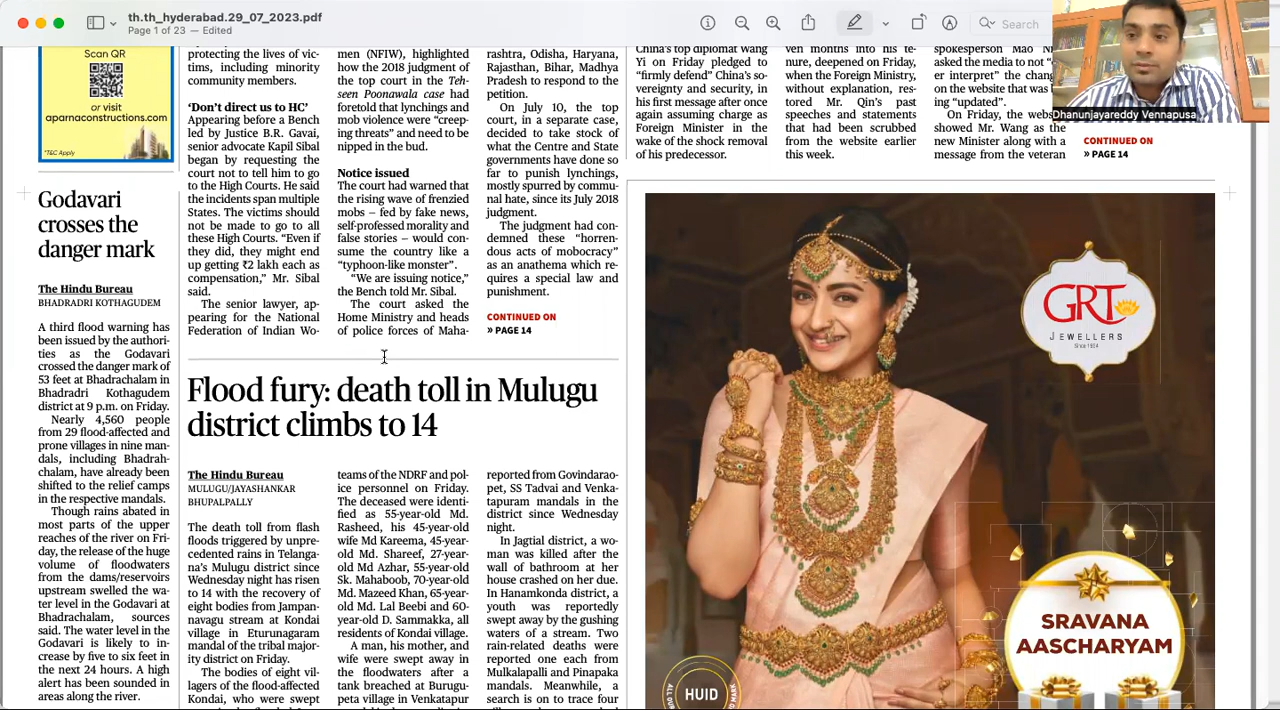 th.th_hyderabad.29_07_2023.pdf
Page 1 of 23 — Edited
Search
Dhanunjayareddy Vennapusa
Scan QR
or visit
aparnaconstructions.com
*T&C Apply
Godavari
crosses the
danger mark
The Hindu Bureau
BHADRADRI KOTHAGUDEM
A third flood warning has
been issued by the authori-
ties as the Godavari
crossed the danger mark of
53 feet at Bhadrachalam in
Bhadradri Kothagudem
district at 9 p.m. on Friday.
Nearly 4,560 people
from 29 flood-affected and
prone villages in nine man-
dals, including Bhadrah-
chalam, have already been
shifted to the relief camps
in the respective mandals.
Though rains abated in
most parts of the upper
reaches of the river on Fri-
day, the release of the huge
volume of floodwaters
from the dams/reservoirs
upstream swelled the wa-
ter level in the Godavari at
Bhadrachalam, sources
said. The water level in the
Godavari is likely to in-
crease by five to six feet in
the next 24 hours. A high
alert has been sounded in
areas along the river.
protecting the lives of vic-
tims, including minority
community members.
‘Don’t direct us to HC’
Appearing before a Bench
led by Justice B.R. Gavai,
senior advocate Kapil Sibal
began by requesting the
court not to tell him to go
to the High Courts. He said
the incidents span multiple
States. The victims should
not be made to go to all
these High Courts. “Even if
they did, they might end
up getting ₹2 lakh each as
compensation,” Mr. Sibal
said.
The senior lawyer, ap-
pearing for the National
Federation of Indian Wo-
men (NFIW), highlighted
how the 2018 judgment of
the top court in the Teh-
seen Poonawala case had
foretold that lynchings and
mob violence were “creep-
ing threats” and need to be
nipped in the bud.
Notice issued
The court had warned that
the rising wave of frenzied
mobs – fed by fake news,
self-professed morality and
false stories – would con-
sume the country like a
“typhoon-like monster”.
“We are issuing notice,”
the Bench told Mr. Sibal.
The court asked the
Home Ministry and heads
of police forces of Maha-
rashtra, Odisha, Haryana,
Rajasthan, Bihar, Madhya
Pradesh to respond to the
petition.
On July 10, the top
court, in a separate case,
decided to take stock of
what the Centre and State
governments have done so
far to punish lynchings,
mostly spurred by commu-
nal hate, since its July 2018
judgment.
The judgment had con-
demned these “horren-
dous acts of mobocracy”
as an anathema which re-
quires a special law and
punishment.
CONTINUED ON
» PAGE 14
Flood fury: death toll in Mulugu
district climbs to 14
The Hindu Bureau
MULUGU/JAYASHANKAR
BHUPALPALLY
The death toll from flash
floods triggered by unpre-
cedented rains in Telanga-
na’s Mulugu district since
Wednesday night has risen
to 14 with the recovery of
eight bodies from Jampan-
navagu stream at Kondai
village in Eturunagaram
mandal of the tribal major-
ity district on Friday.
The bodies of eight vil-
lagers of the flood-affected
Kondai, who were swept
teams of the NDRF and pol-
ice personnel on Friday.
The deceased were identi-
fied as 55-year-old Md.
Rasheed, his 45-year-old
wife Md Kareema, 45-year-
old Md. Shareef, 27-year-
old Md Azhar, 55-year-old
Sk. Mahaboob, 70-year-old
Md. Mazeed Khan, 65-year-
old Md. Lal Beebi and 60-
year-old D. Sammakka, all
residents of Kondai village.
A man, his mother, and
wife were swept away in
the floodwaters after a
tank breached at Burugu-
peta village in Venkatapur
reported from Govindarao-
pet, SS Tadvai and Venka-
tapuram mandals in the
district since Wednesday
night.
In Jagtial district, a wo-
man was killed after the
wall of bathroom at her
house crashed on her due.
In Hanamkonda district, a
youth was reportedly
swept away by the gushing
waters of a stream. Two
rain-related deaths were
reported one each from
Mulkalapalli and Pinapaka
mandals. Meanwhile, a
search is on to trace four
China’s top diplomat Wang
Yi on Friday pledged to
“firmly defend” China’s so-
vereignty and security, in
his first message after once
again assuming charge as
Foreign Minister in the
wake of the shock removal
of his predecessor.
ven months into his te-
nure, deepened on Friday,
when the Foreign Ministry,
without explanation, res-
tored Mr. Qin’s past
speeches and statements
that had been scrubbed
from the website earlier
this week.
spokesperson Mao
asked the media to not
er interpret” the
on the website that was
ing “updated”.
On Friday, the
showed Mr. Wang as the
new Minister along with a
message from the veteran
CONTINUED ON
» PAGE 14
GRT
JEWELLERS
Since 1964
SRAVANA
AASCHARYAM
HUID